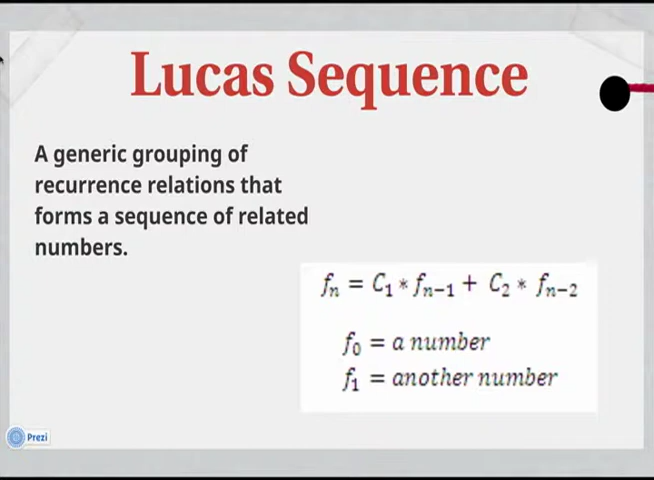 Lucas Sequence
A generic grouping of
recurrence relations that
forms a sequence of related
numbers.
fₙ = C₁ * fₙ₋₁ + C₂ * fₙ₋₂
f₀ = a number
f₁ = another number
Prezi